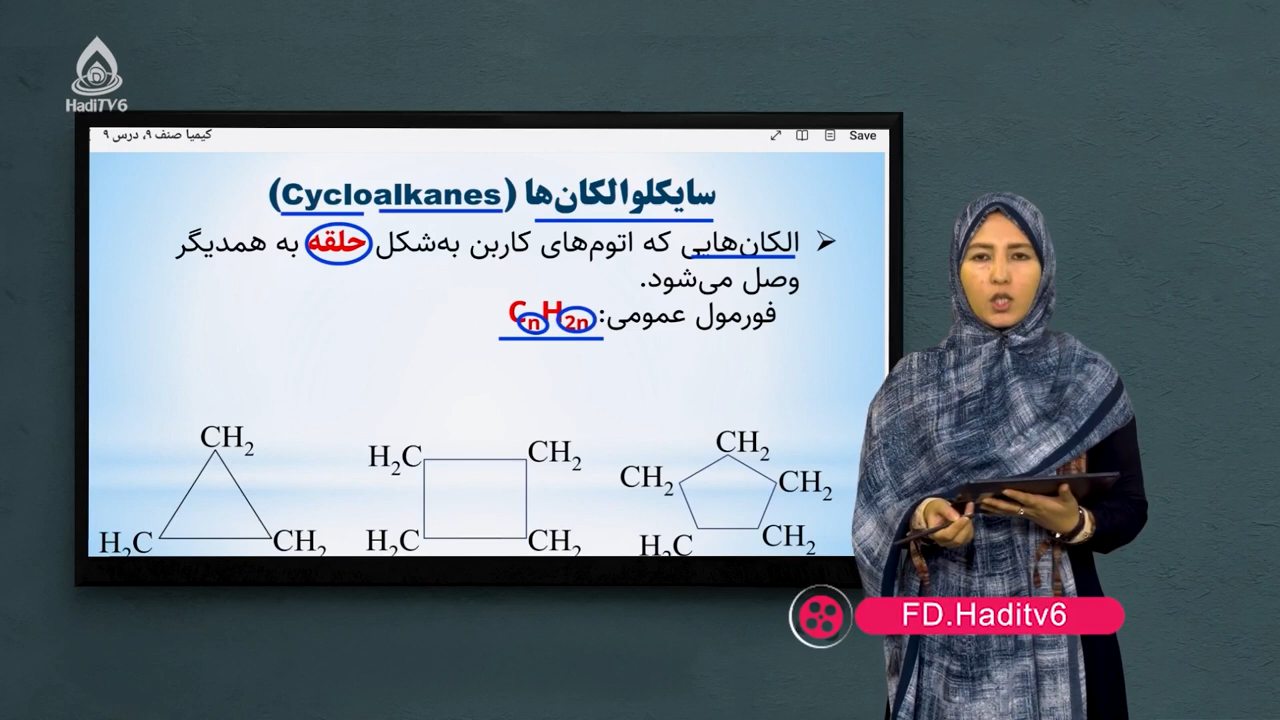 HadiTV6
کیمیا صنف ۹، درس ۹
Save
سایکلوالکان‌ها (Cycloalkanes)
الکان‌هایی که اتوم‌های کاربن به‌شکل حلقه به همدیگر
وصل می‌شود.
فورمول عمومی: CnH2n
CH2
H2C
CH2
H2C
CH2
H2C
CH2
CH2
CH2
CH2
H2C
CH2
FD.Haditv6